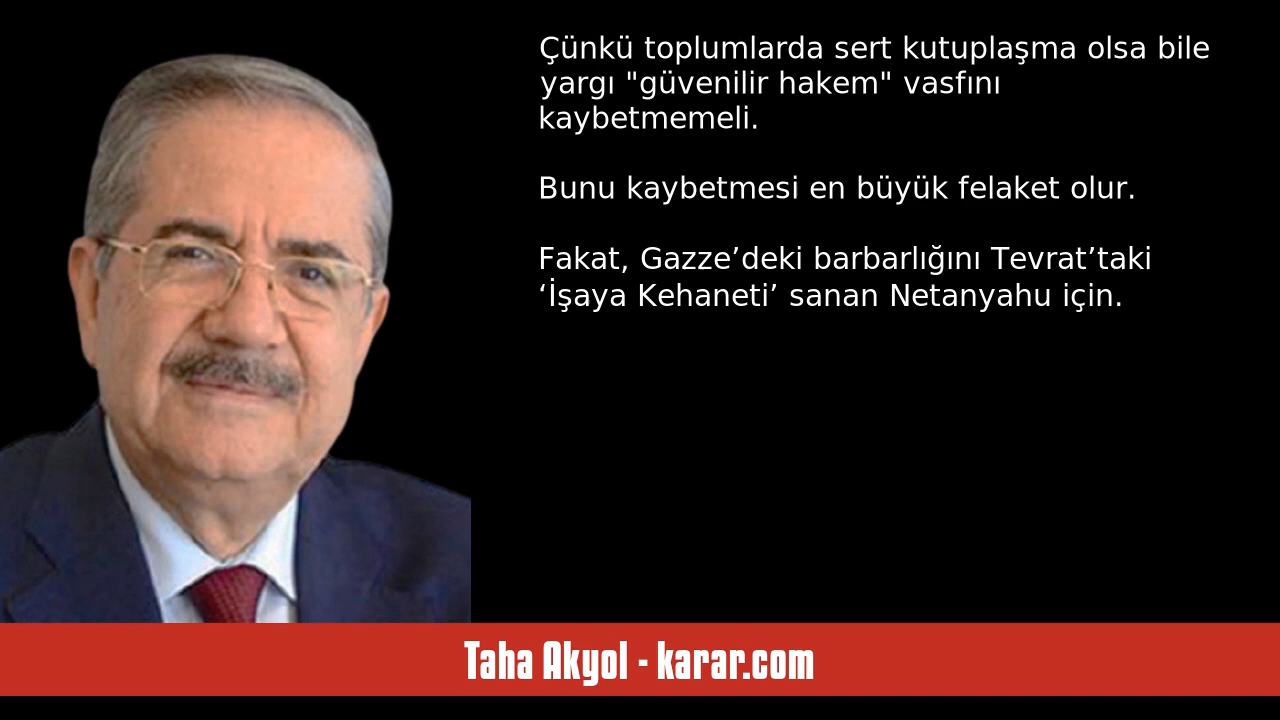 Çünkü toplumlarda sert kutuplaşma olsa bile
yargı "güvenilir hakem" vasfını
kaybetmemeli.
Bunu kaybetmesi en büyük felaket olur.
Fakat, Gazze’deki barbarlığını Tevrat’taki
‘İşaya Kehaneti’ sanan Netanyahu için.
Taha Akyol - karar.com